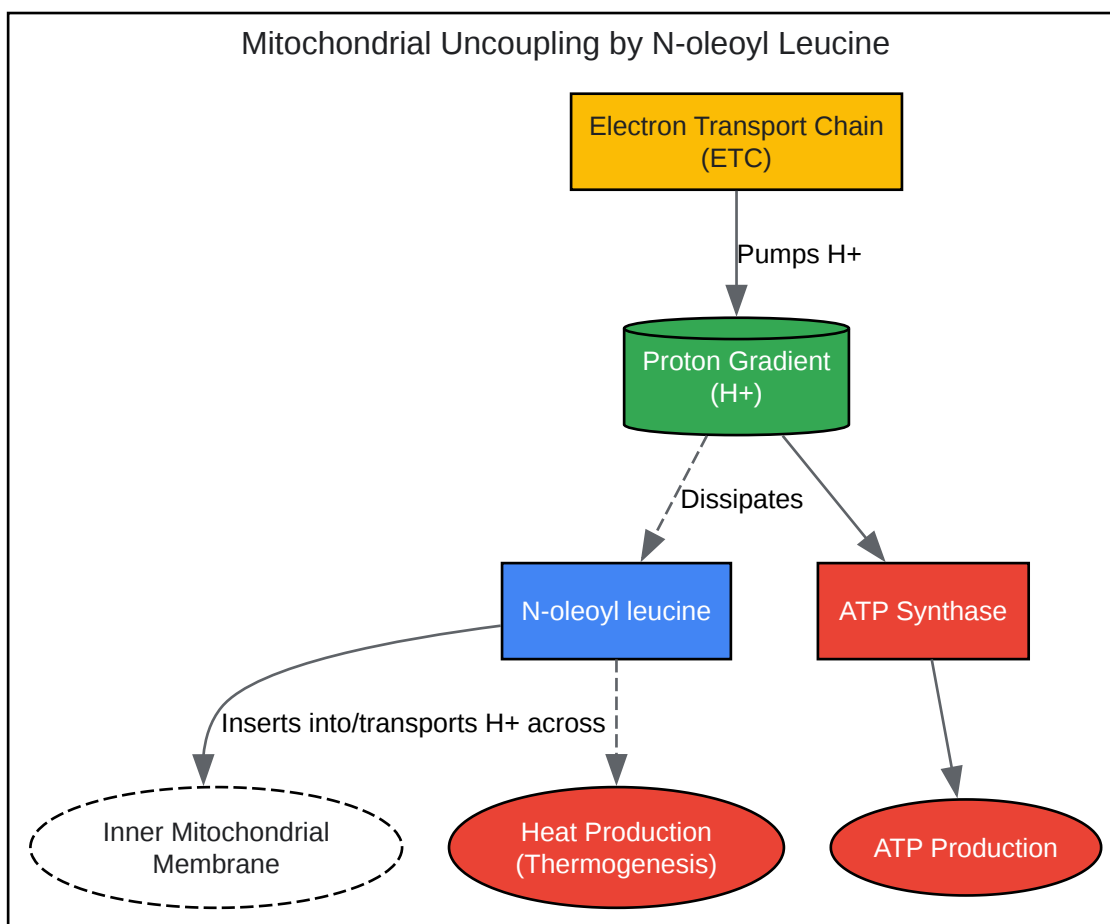 Mitochondrial Uncoupling by N-oleoyl Leucine
Electron Transport Chain
(ETC)
Pumps H+
Proton Gradient
(H+)
Dissipates
N-oleoyl leucine
ATP Synthase
Inserts into/transports H+ across
Inner Mitochondrial
Membrane
Heat Production
(Thermogenesis)
ATP Production